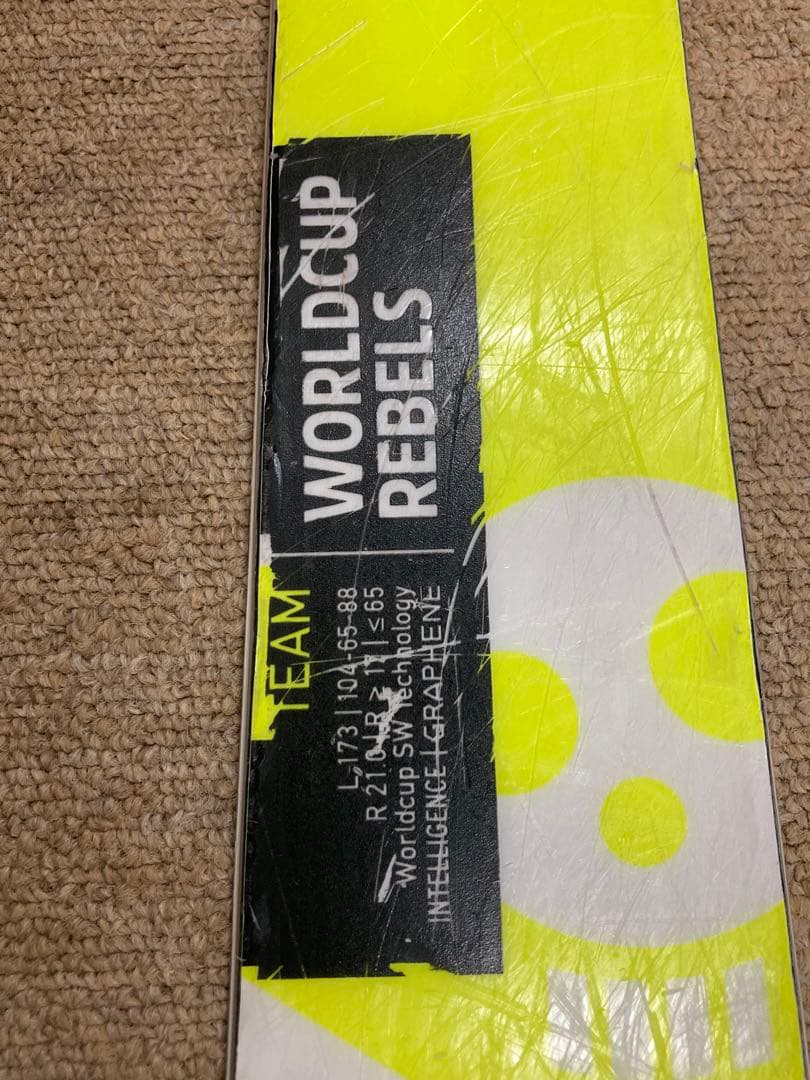 WORLDCUP
REBELS
TEAM
L 173 | 104-65-88
R 21.0 | R ≥ 17 | ≤ 65
Worldcup SW Technology
INTELLIGENCE | GRAPHENE